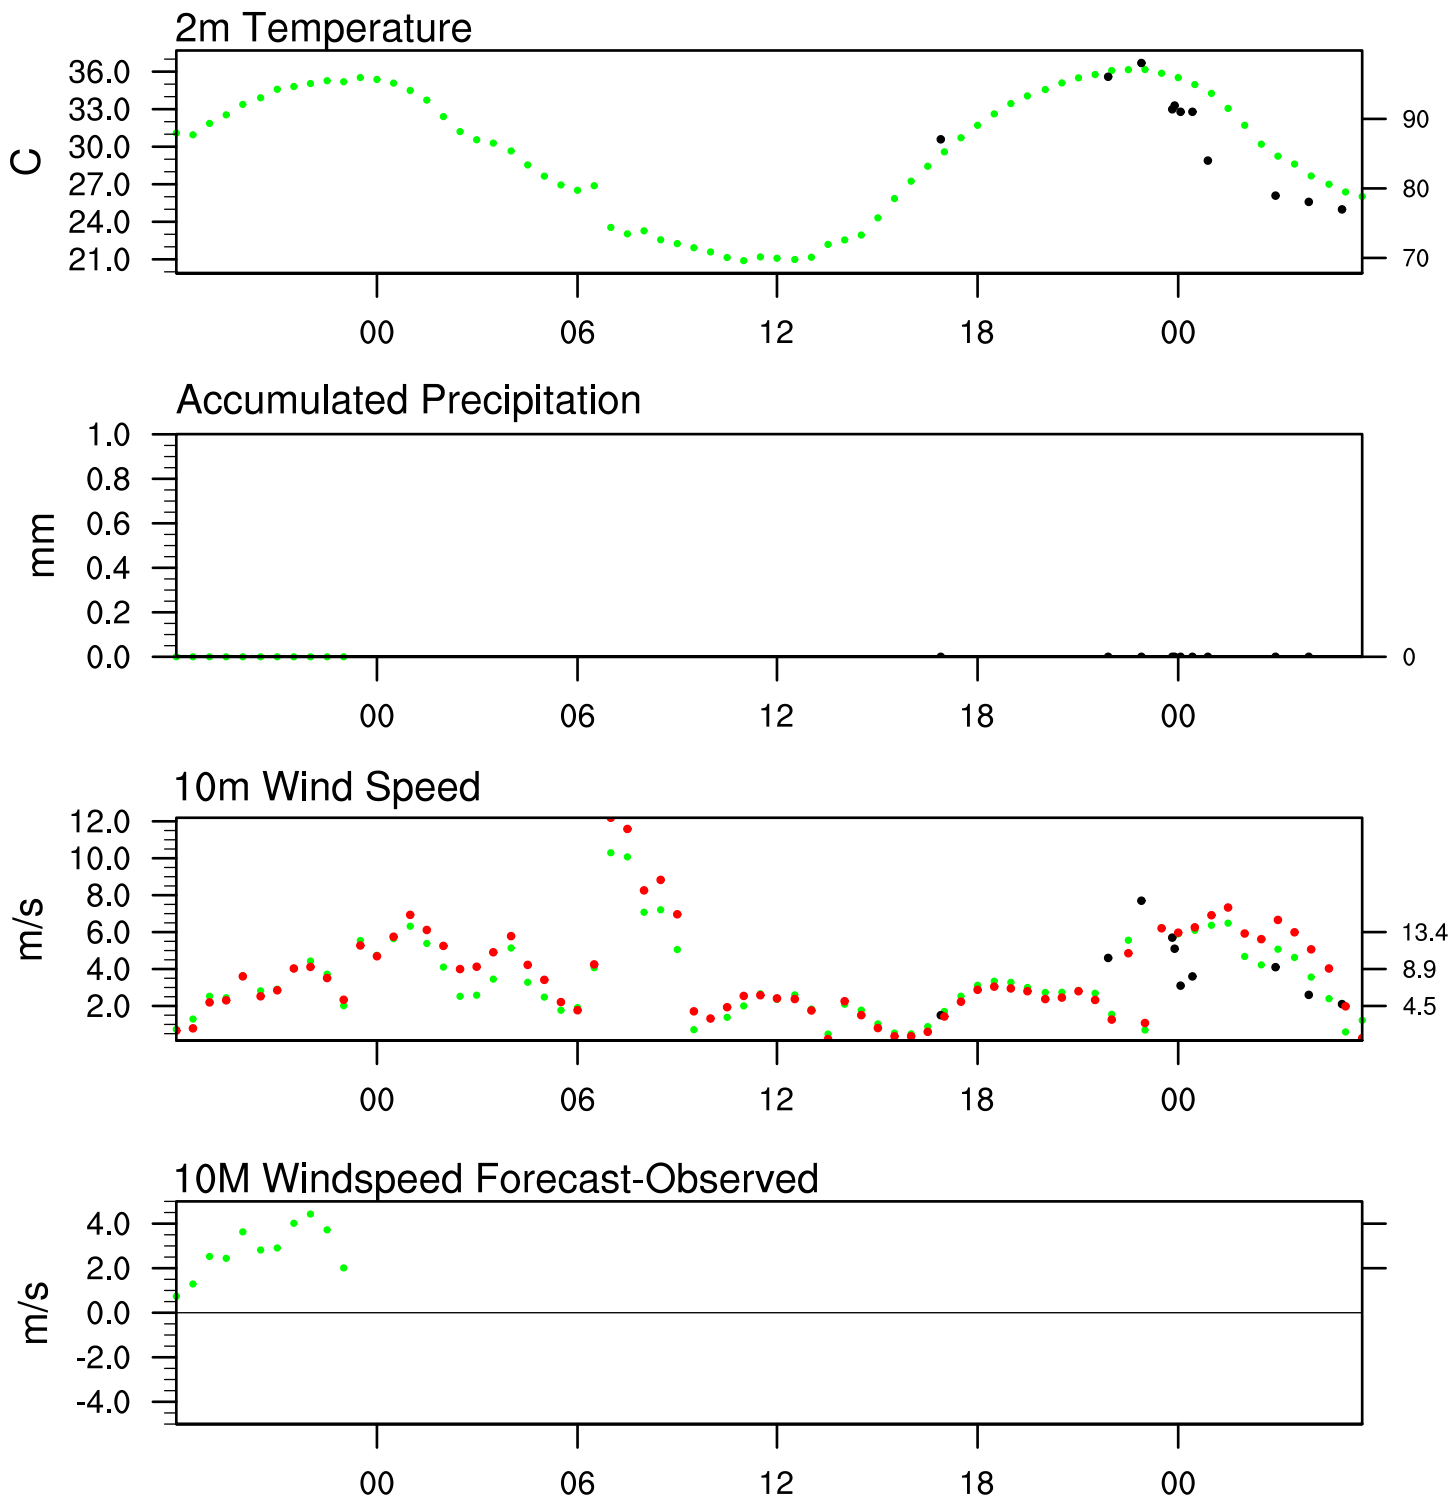 2m Temperature
36.0
33.0
30.0
27.0
24.0
21.0
C
90
80
70
00 06 12 18 00
Accumulated Precipitation
1.0
0.8
0.6
0.4
0.2
0.0
mm
0
00 06 12 18 00
10m Wind Speed
12.0
10.0
8.0
6.0
4.0
2.0
m/s
13.4
8.9
4.5
00 06 12 18 00
10M Windspeed Forecast-Observed
4.0
2.0
0.0
-2.0
-4.0
m/s
00 06 12 18 00